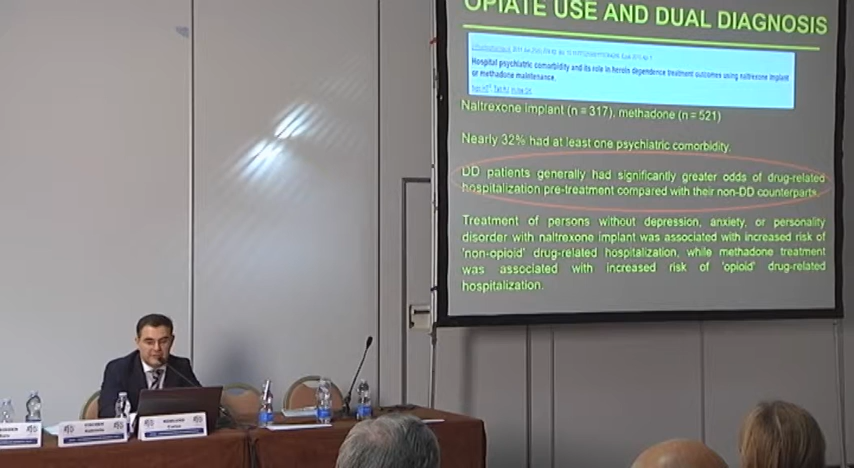 OPIATE USE AND DUAL DIAGNOSIS
Hospital psychiatric comorbidity and its role in heroin dependence treatment outcomes using naltrexone implant
or methadone maintenance.
Naltrexone implant (n = 317), methadone (n = 521)
Nearly 32% had at least one psychiatric comorbidity.
DD patients generally had significantly greater odds of drug-related
hospitalization pre-treatment compared with their non-DD counterparts.
Treatment of persons without depression, anxiety, or personality
disorder with naltrexone implant was associated with increased risk of
'non-opioid' drug-related hospitalization, while methadone treatment
was associated with increased risk of 'opioid' drug-related
hospitalization.